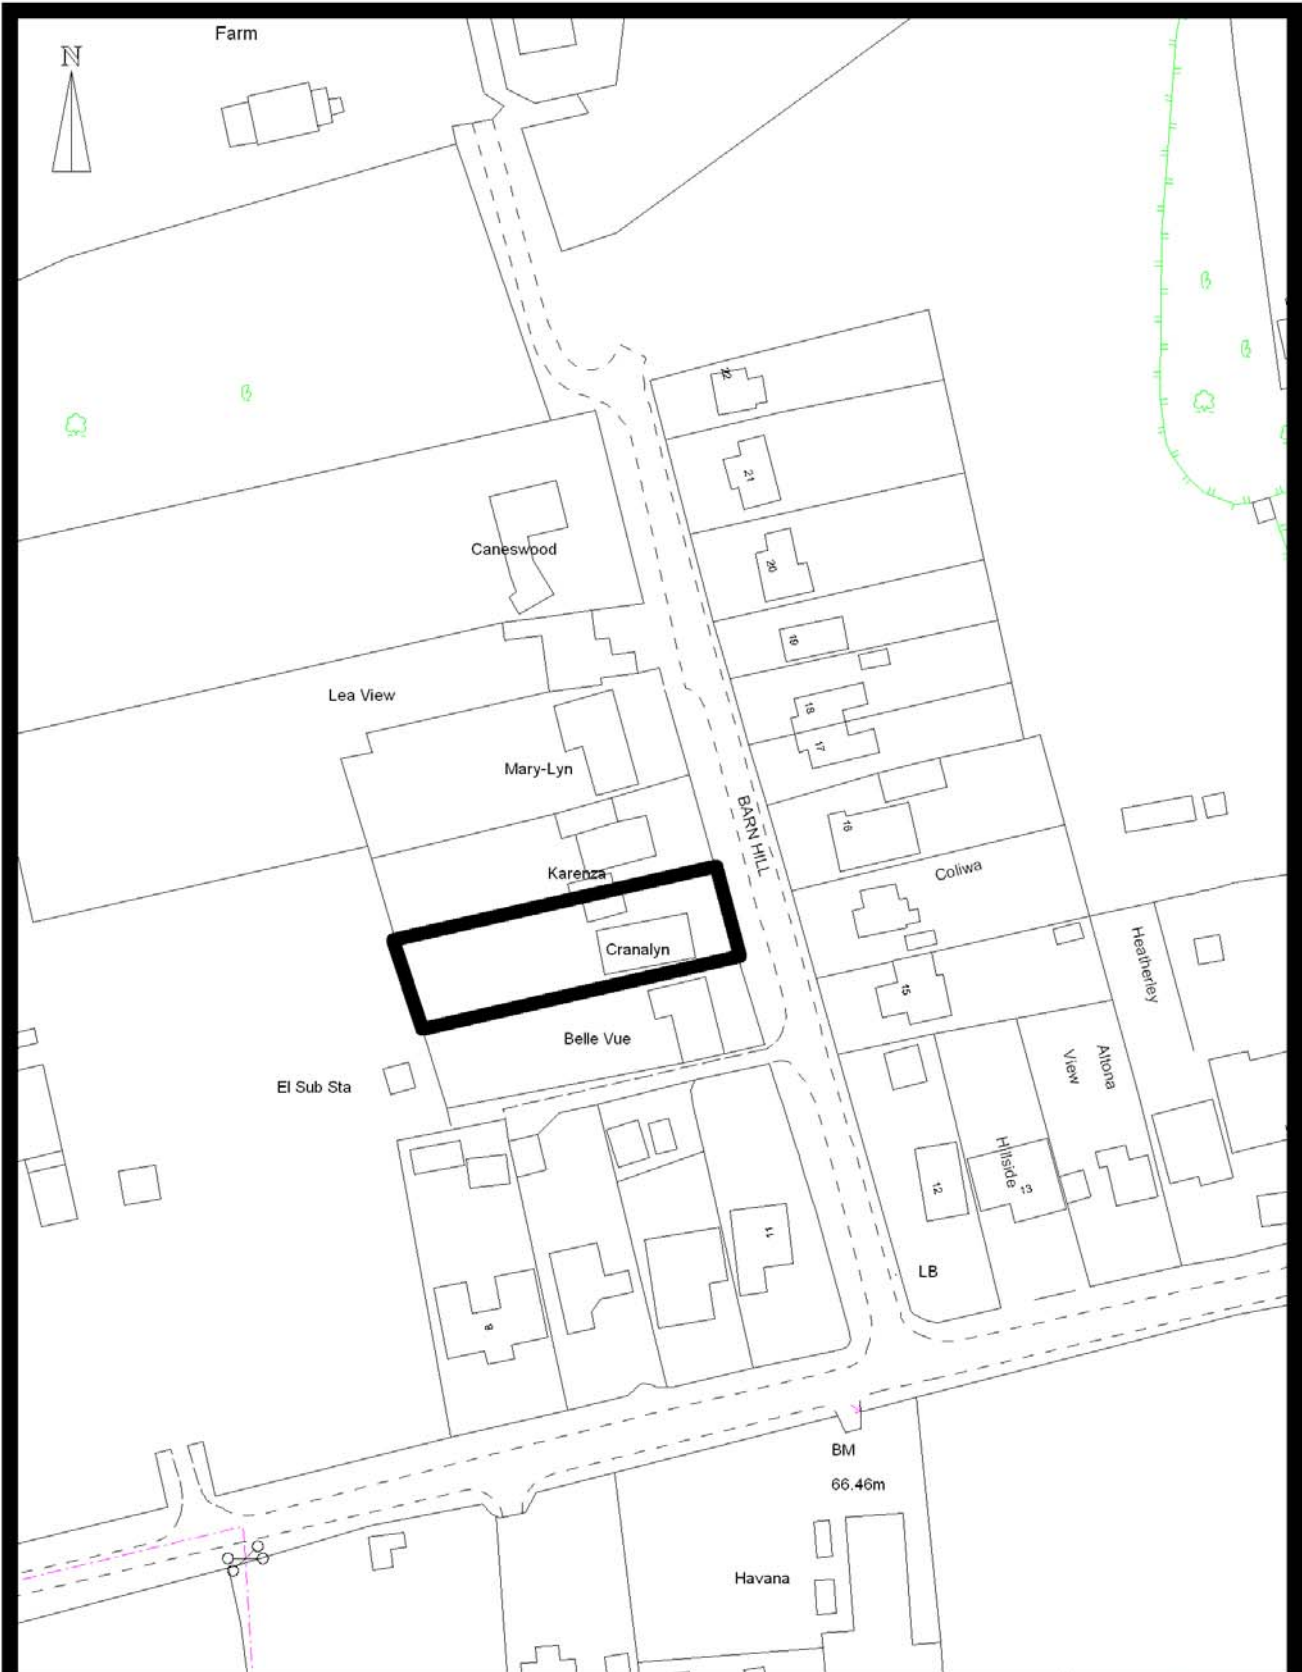 Farm
N
22
21
Caneswood
20
19
Lea View
18
17
Mary-Lyn
BARN HILL
16
Karenza
Coliwa
Cranalyn
Heatherley
15
Belle Vue
Altona
View
El Sub Sta
Hillside
13
12
11
LB
BM
66.46m
Havana